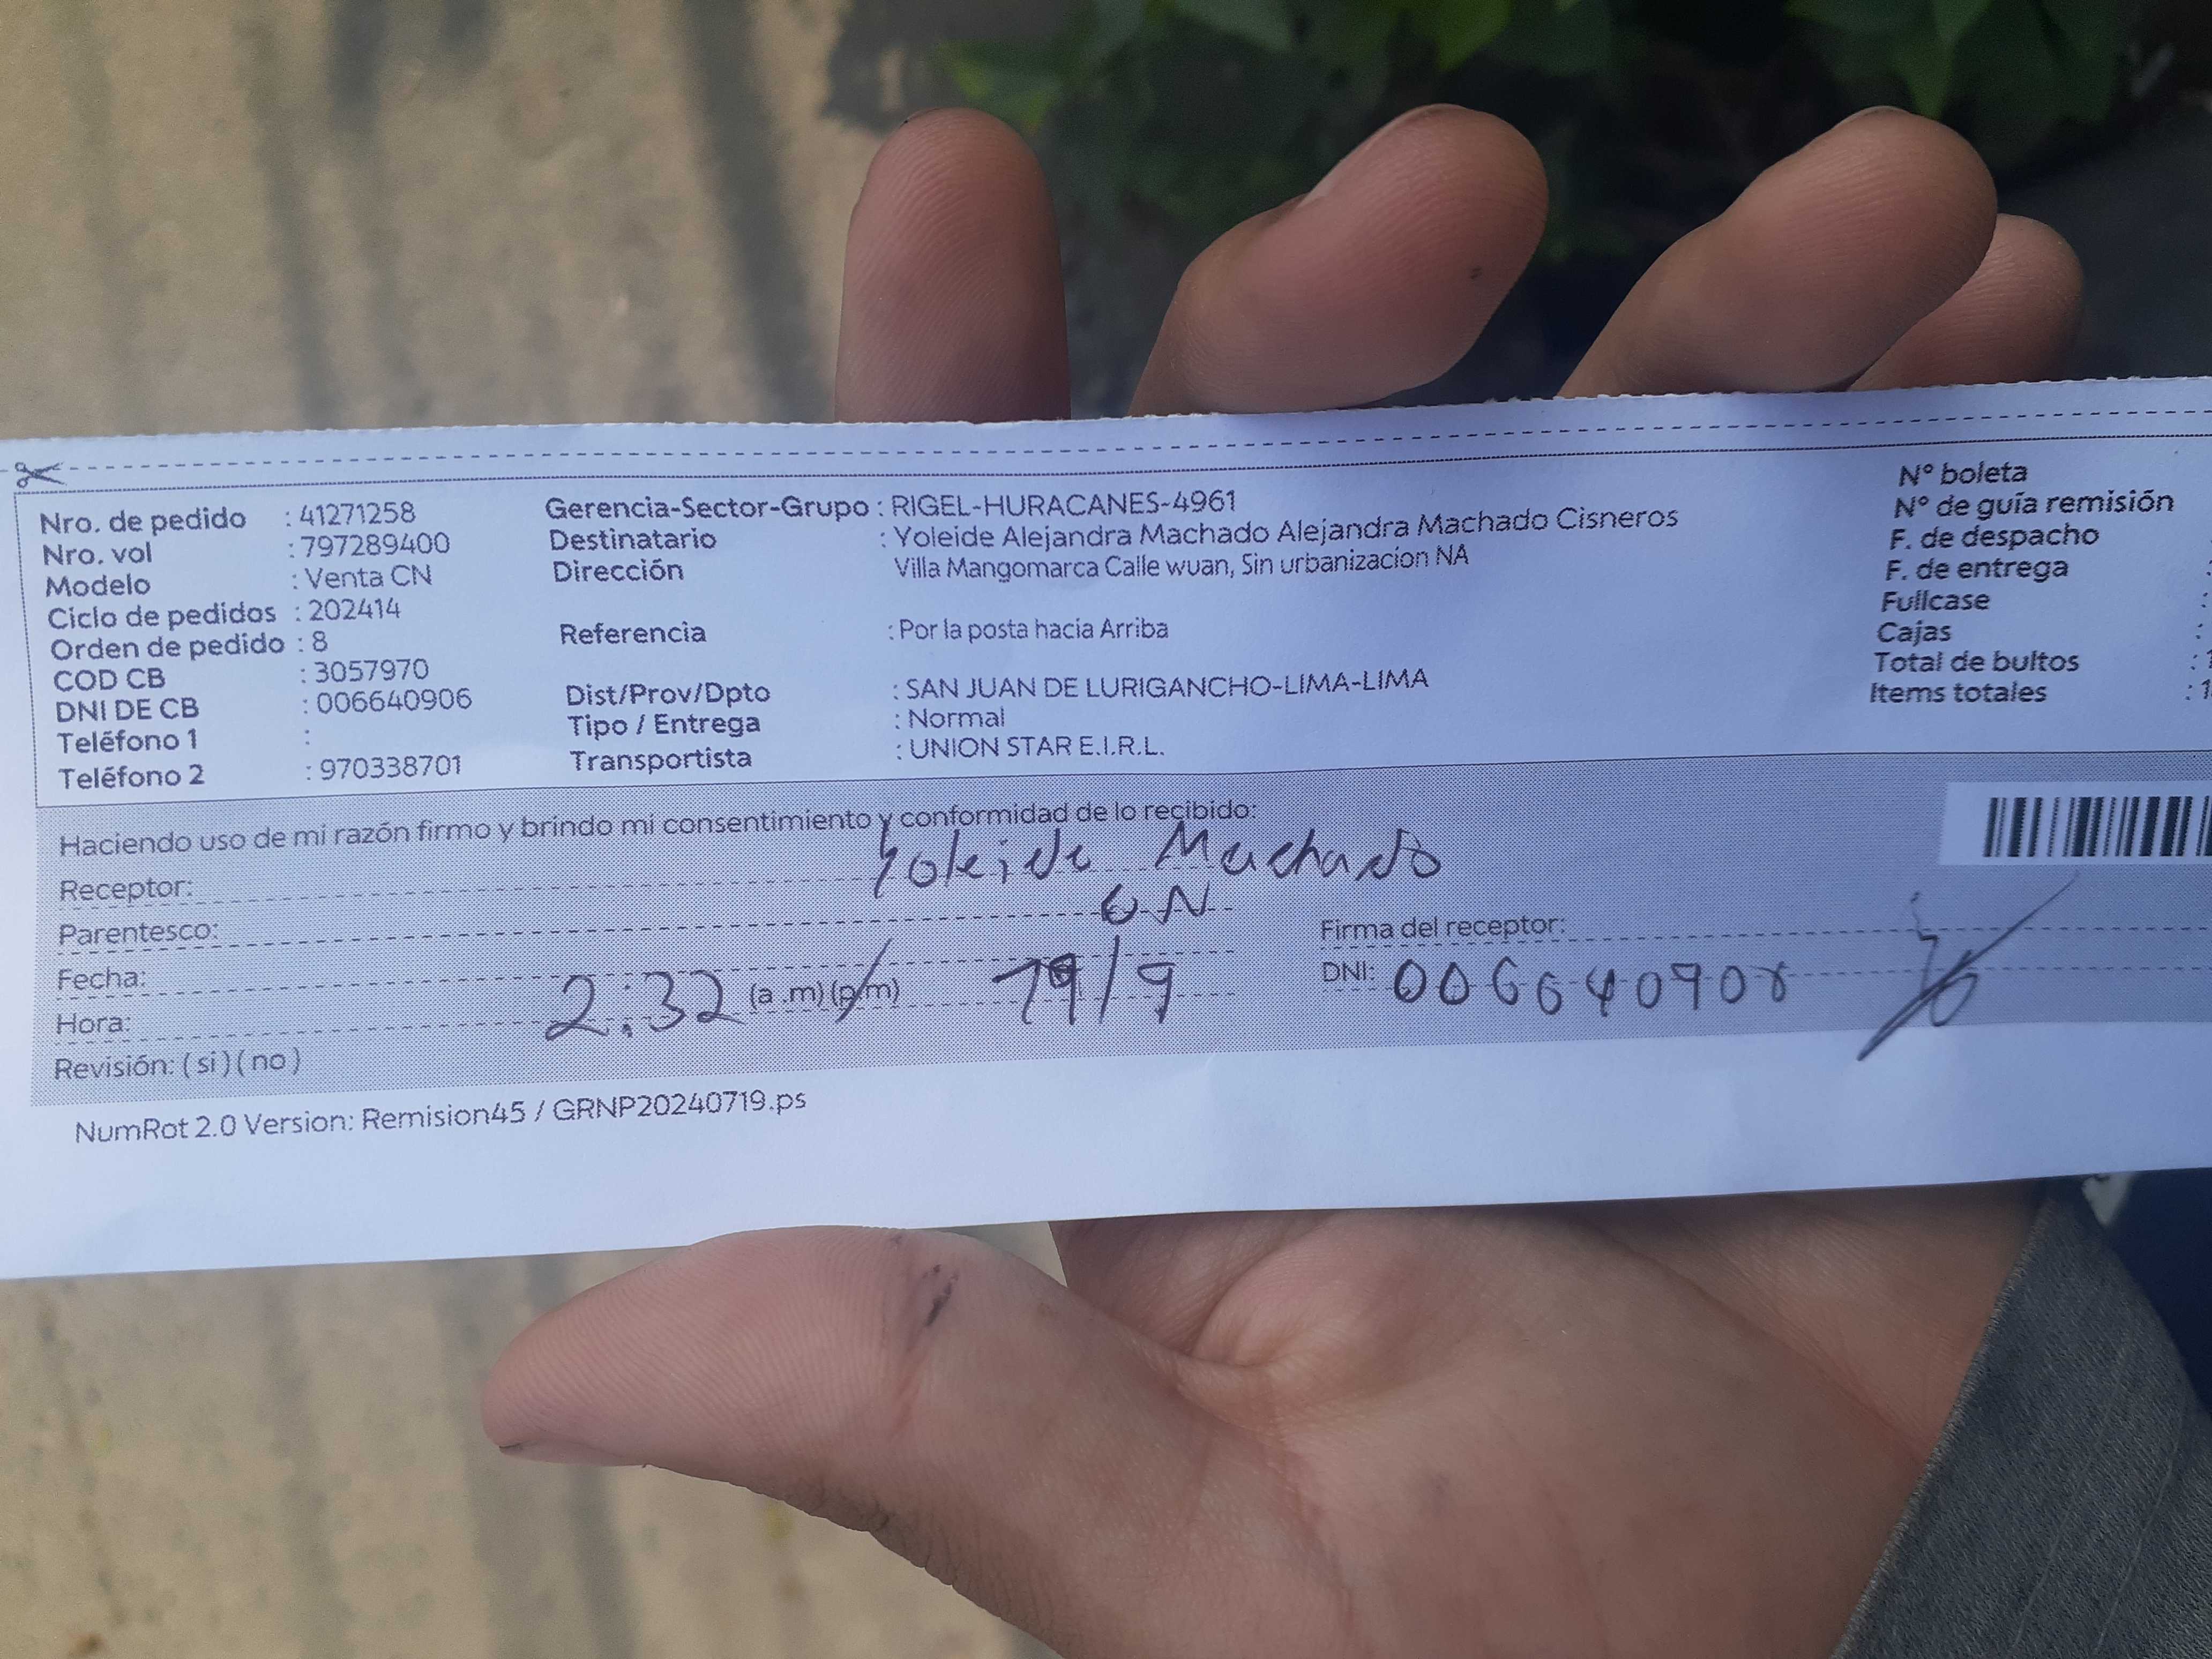 Nro. de pedido : 41271258
Nro. vol : 797289400
Modelo : Venta CN
Ciclo de pedidos : 202414
Orden de pedido : 8
COD CB : 3057970
DNI DE CB : 006640906
Teléfono 1 :
Teléfono 2 : 970338701
Gerencia-Sector-Grupo : RIGEL-HURACANES-4961
Destinatario : Yoleide Alejandra Machado Alejandra Machado Cisneros
Dirección Villa Mangomarca Calle wuan, Sin urbanizacion NA
Referencia : Por la posta hacia Arriba
Dist/Prov/Dpto : SAN JUAN DE LURIGANCHO-LIMA-LIMA
Tipo / Entrega : Normal
Transportista : UNION STAR E.I.R.L.
N° boleta
N° de guía remisión
F. de despacho
F. de entrega
Fullcase
Cajas
Total de bultos
Items totales
Haciendo uso de mi razón firmo y brindo mi consentimiento y conformidad de lo recibido:
Receptor: Yoleide Machado
Parentesco: CN
Fecha: 19/9
Hora: 2:32 (a .m) (p.m)
Revisión: ( si ) ( no )
Firma del receptor:
DNI: 006640906
NumRot 2.0 Version: Remision45 / GRNP20240719.ps